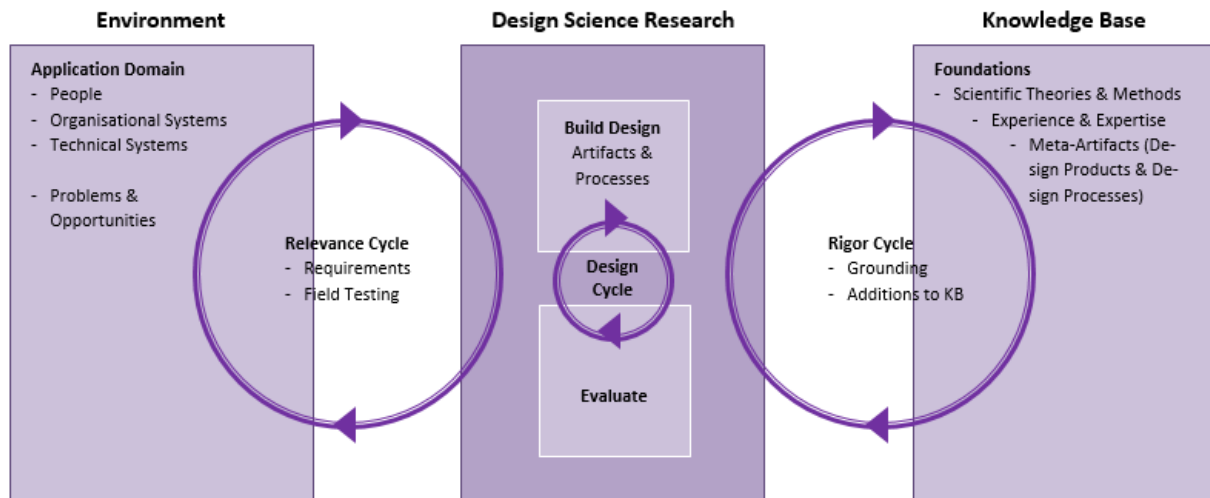 Environment
Design Science Research
Knowledge Base
Application Domain
- People
- Organisational Systems
- Technical Systems
- Problems &
Opportunities
Relevance Cycle
- Requirements
- Field Testing
Build Design
Artifacts &
Processes
Design
Cycle
Evaluate
Rigor Cycle
- Grounding
- Additions to KB
Foundations
- Scientific Theories & Methods
- Experience & Expertise
- Meta-Artifacts (De-
sign Products & De-
sign Processes)